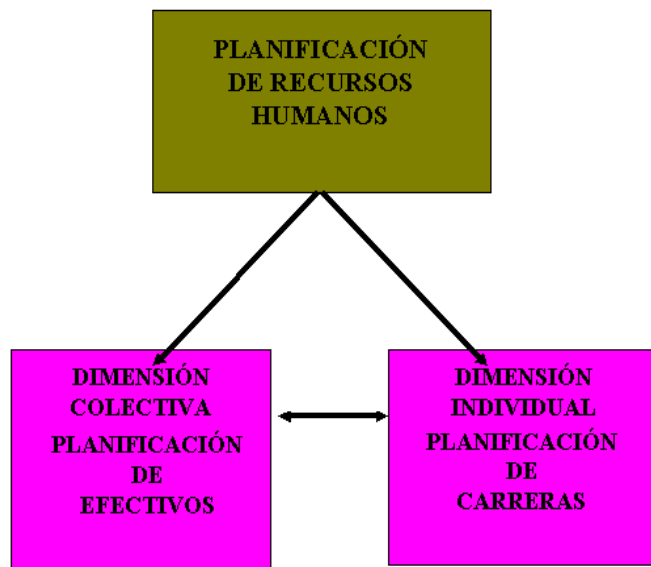 PLANIFICACIÓN
DE RECURSOS
HUMANOS
DIMENSIÓN
COLECTIVA
PLANIFICACIÓN
DE
EFECTIVOS
DIMENSIÓN
INDIVIDUAL
PLANIFICACIÓN
DE
CARRERAS